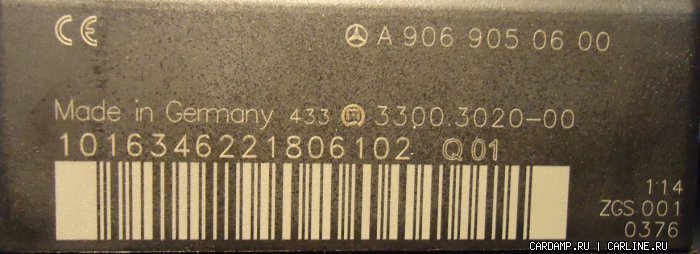 CE A 906 905 06 00
Made in Germany 433 3300.3020-00
1016346221806102 Q 01
114
ZGS 001
0376
CARDAMP.RU | CARLINE.RU